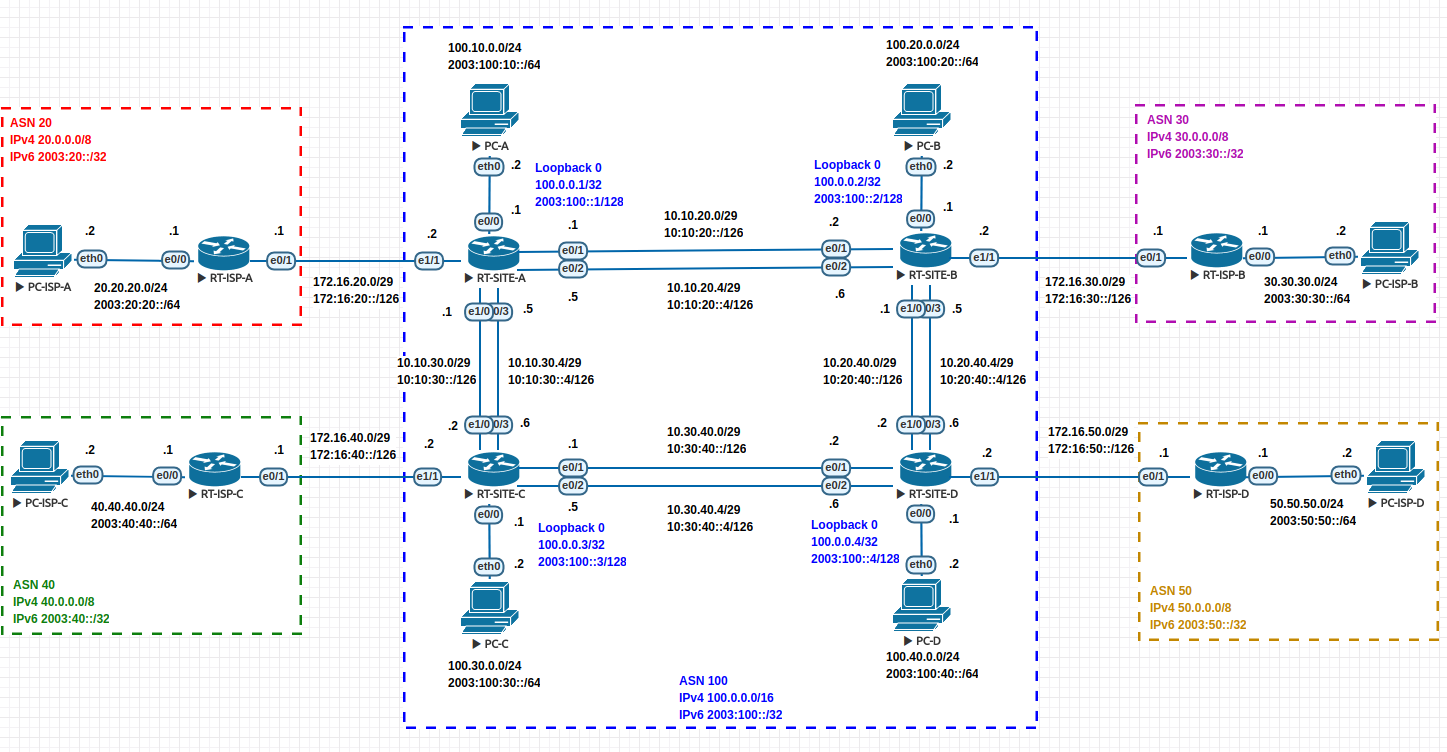 100.10.0.0/24
2003:100:10::/64
PC-A
eth0
.2
Loopback 0
100.0.0.1/32
2003:100::1/128
.1
e0/0
100.20.0.0/24
2003:100:20::/64
PC-B
eth0
.2
Loopback 0
100.0.0.2/32
2003:100::2/128
.1
e0/0
ASN 20
IPv4 20.0.0.0/8
IPv6 2003:20::/32
.2
.1
.1
eth0
e0/0
e0/1
PC-ISP-A
RT-ISP-A
20.20.20.0/24
2003:20:20::/64
172.16.20.0/29
172:16:20::/126
.2
e1/1
RT-SITE-A
.1
e0/1
e0/2
.5
10.10.20.0/29
10:10:20::/126
10.10.20.4/29
10:10:20::4/126
.2
e0/1
e0/2
.6
RT-SITE-B
.2
e1/1
172.16.30.0/29
172:16:30::/126
ASN 30
IPv4 30.0.0.0/8
IPv6 2003:30::/32
.1
.1
.2
e0/1
e0/0
eth0
RT-ISP-B
PC-ISP-B
30.30.30.0/24
2003:30:30::/64
.1
e1/0
0/3
.5
.1
e1/0
0/3
.5
10.10.30.0/29
10:10:30::/126
10.10.30.4/29
10:10:30::4/126
10.20.40.0/29
10:20:40::/126
10.20.40.4/29
10:20:40::4/126
.2
e1/0
0/3
.6
.2
e1/0
0/3
.6
.2
.1
.1
eth0
e0/0
e0/1
PC-ISP-C
RT-ISP-C
40.40.40.0/24
2003:40:40::/64
ASN 40
IPv4 40.0.0.0/8
IPv6 2003:40::/32
172.16.40.0/29
172:16:40::/126
.2
e1/1
RT-SITE-C
.1
e0/1
e0/2
.5
10.30.40.0/29
10:30:40::/126
10.30.40.4/29
10:30:40::4/126
.2
e0/1
e0/2
.6
RT-SITE-D
.2
e1/1
172.16.50.0/29
172:16:50::/126
.1
.1
.2
e0/1
e0/0
eth0
RT-ISP-D
PC-ISP-D
50.50.50.0/24
2003:50:50::/64
ASN 50
IPv4 50.0.0.0/8
IPv6 2003:50::/32
e0/0
.1
Loopback 0
100.0.0.3/32
2003:100::3/128
eth0
.2
PC-C
100.30.0.0/24
2003:100:30::/64
e0/0
.1
Loopback 0
100.0.0.4/32
2003:100::4/128
eth0
.2
PC-D
100.40.0.0/24
2003:100:40::/64
ASN 100
IPv4 100.0.0.0/16
IPv6 2003:100::/32